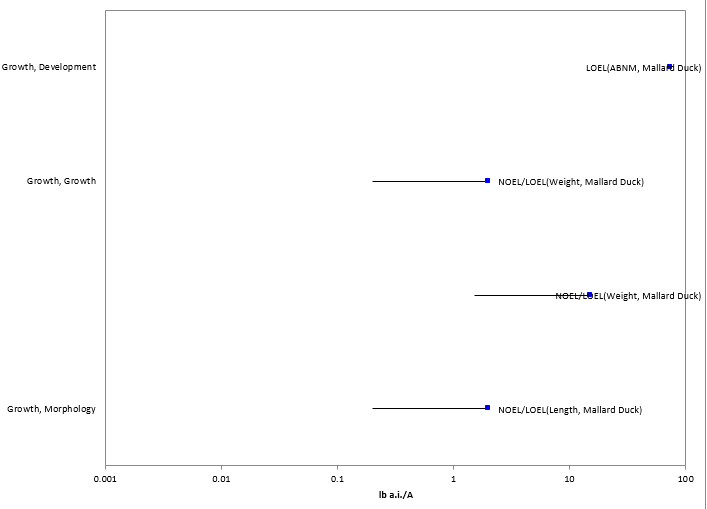 Growth, Development
LOEL(ABNM, Mallard Duck)
Growth, Growth
NOEL/LOEL(Weight, Mallard Duck)
NOEL/LOEL(Weight, Mallard Duck)
Growth, Morphology
NOEL/LOEL(Length, Mallard Duck)
0.001 0.01 0.1 1 10 100
lb a.i./A